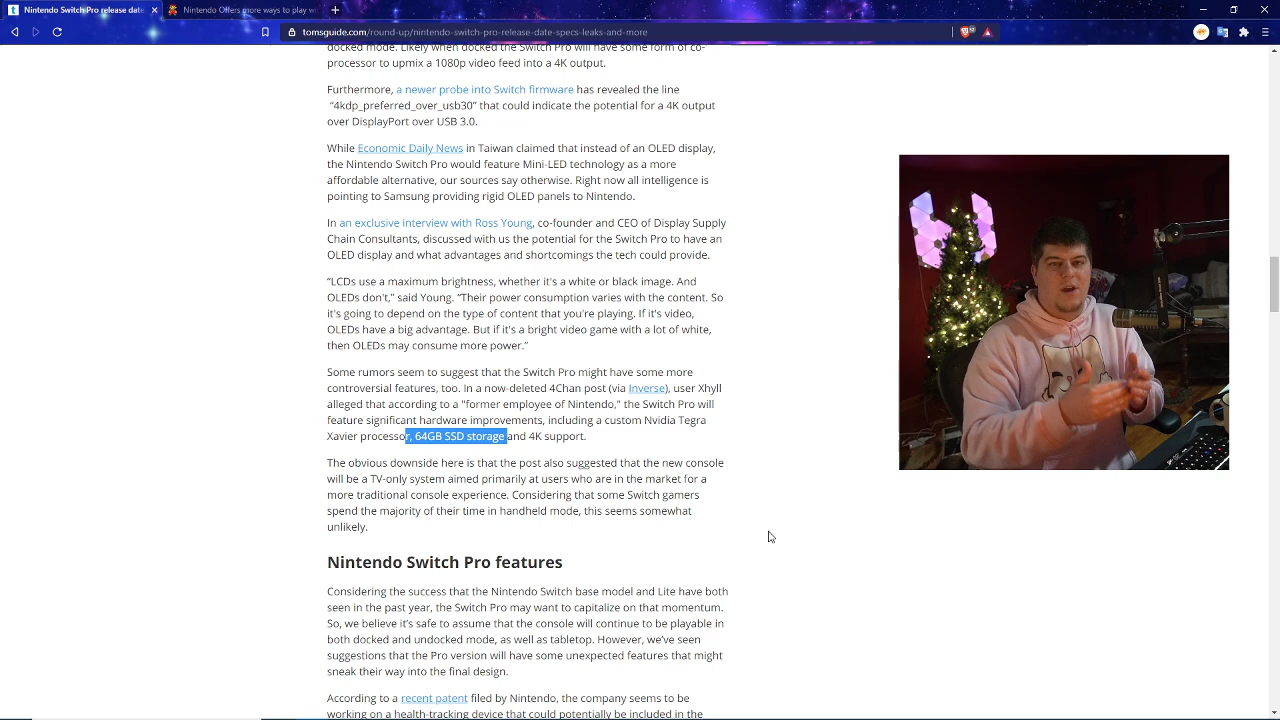 Nintendo Switch Pro release date
Nintendo Offers more ways to play w
tomsguide.com/round-up/nintendo-switch-pro-release-date-specs-leaks-and-more
docked mode. Likely when docked the Switch Pro will have some form of co-
processor to upmix a 1080p video feed into a 4K output.
Furthermore, a newer probe into Switch firmware has revealed the line
"4kdp_preferred_over_usb30" that could indicate the potential for a 4K output
over DisplayPort over USB 3.0.
While Economic Daily News in Taiwan claimed that instead of an OLED display,
the Nintendo Switch Pro would feature Mini-LED technology as a more
affordable alternative, our sources say otherwise. Right now all intelligence is
pointing to Samsung providing rigid OLED panels to Nintendo.
In an exclusive interview with Ross Young, co-founder and CEO of Display Supply
Chain Consultants, discussed with us the potential for the Switch Pro to have an
OLED display and what advantages and shortcomings the tech could provide.
“LCDs use a maximum brightness, whether it's a white or black image. And
OLEDs don't,” said Young. “Their power consumption varies with the content. So
it's going to depend on the type of content that you're playing. If it's video,
OLEDs have a big advantage. But if it's a bright video game with a lot of white,
then OLEDs may consume more power.”
Some rumors seem to suggest that the Switch Pro might have some more
controversial features, too. In a now-deleted 4Chan post (via Inverse), user Xhyll
alleged that according to a "former employee of Nintendo," the Switch Pro will
feature significant hardware improvements, including a custom Nvidia Tegra
Xavier processor, 64GB SSD storage and 4K support.
The obvious downside here is that the post also suggested that the new console
will be a TV-only system aimed primarily at users who are in the market for a
more traditional console experience. Considering that some Switch gamers
spend the majority of their time in handheld mode, this seems somewhat
unlikely.
Nintendo Switch Pro features
Considering the success that the Nintendo Switch base model and Lite have both
seen in the past year, the Switch Pro may want to capitalize on that momentum.
So, we believe it's safe to assume that the console will continue to be playable in
both docked and undocked mode, as well as tabletop. However, we've seen
suggestions that the Pro version will have some unexpected features that might
sneak their way into the final design.
According to a recent patent filed by Nintendo, the company seems to be
working on a health-tracking device that could potentially be included in the